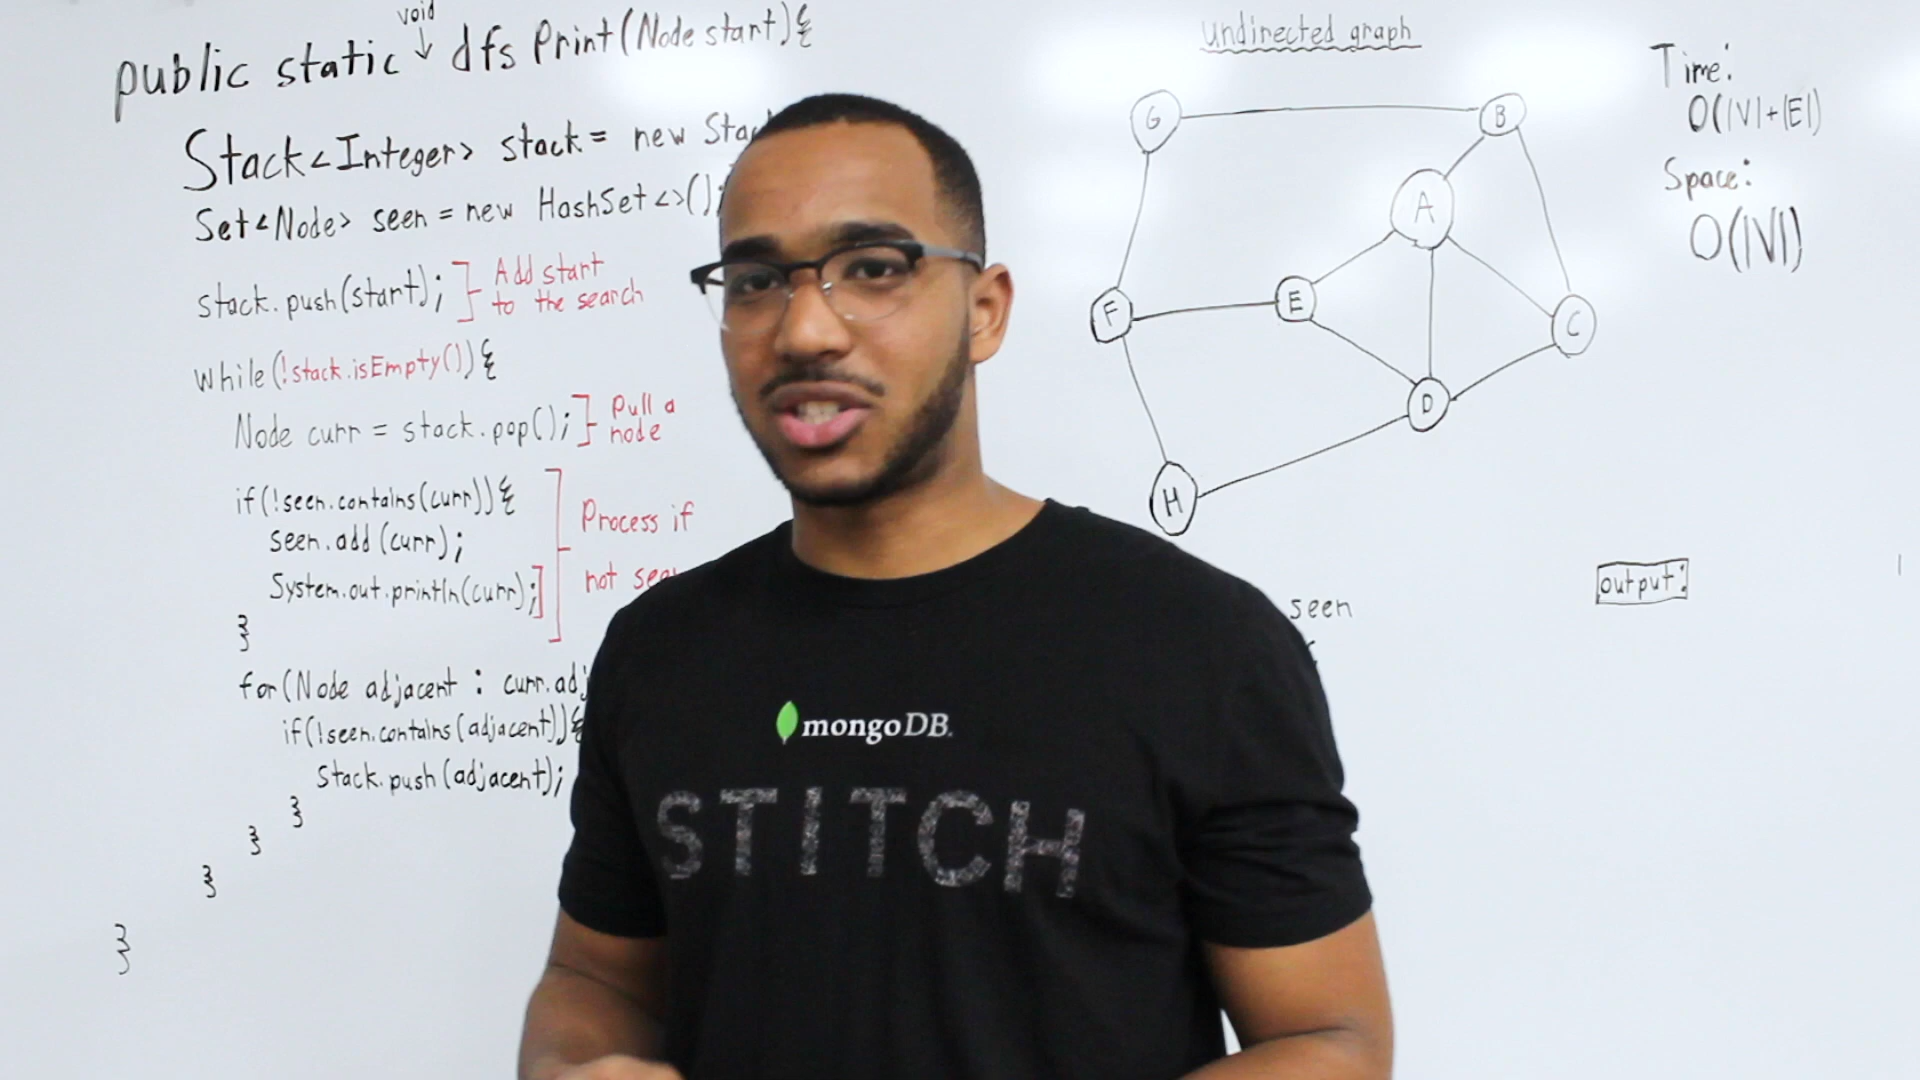 void
↓
public static dfs Print(Node start){
Stack<Integer> stack = new
Set<Node> seen = new HashSet<>();
stack.push(start); ] Add start
to the search
while(!stack.isEmpty()){
Node curr = stack.pop(); ] Pull a
node
if(!seen.contains(curr)){
seen.add(curr);
System.out.println(curr);
}
Process if
not
for(Node adjacent : curr.
if(!seen.contains(adjacent)){
Stack.push(adjacent);
}
}
}
}
undirected graph
G
B
A
F
E
C
D
H
Time:
O(|V|+|E|)
Space:
O(|V|)
seen
output:
mongoDB.
STITCH